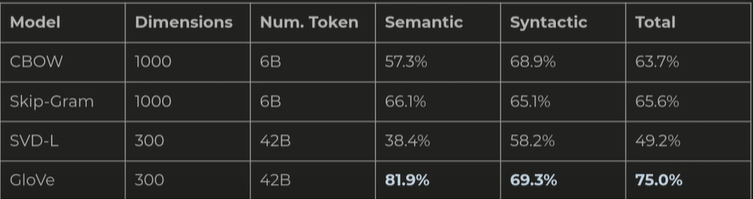 Model Dimensions Num. Token Semantic Syntactic Total
CBOW 1000 6B 57.3% 68.9% 63.7%
Skip-Gram 1000 6B 66.1% 65.1% 65.6%
SVD-L 300 42B 38.4% 58.2% 49.2%
GloVe 300 42B 81.9% 69.3% 75.0%